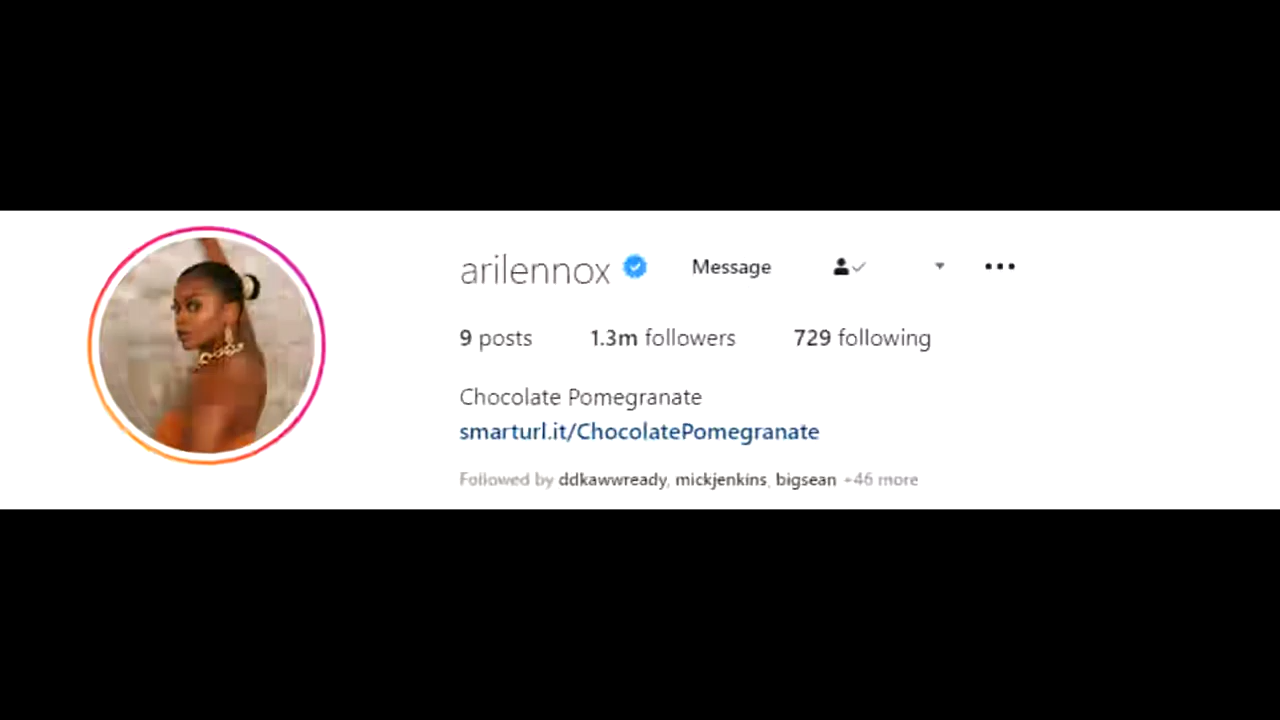 arilennox Message
9 posts 1.3m followers 729 following
Chocolate Pomegranate
smarturl.it/ChocolatePomegranate
Followed by ddkawwready, mickjenkins, bigsean +46 more